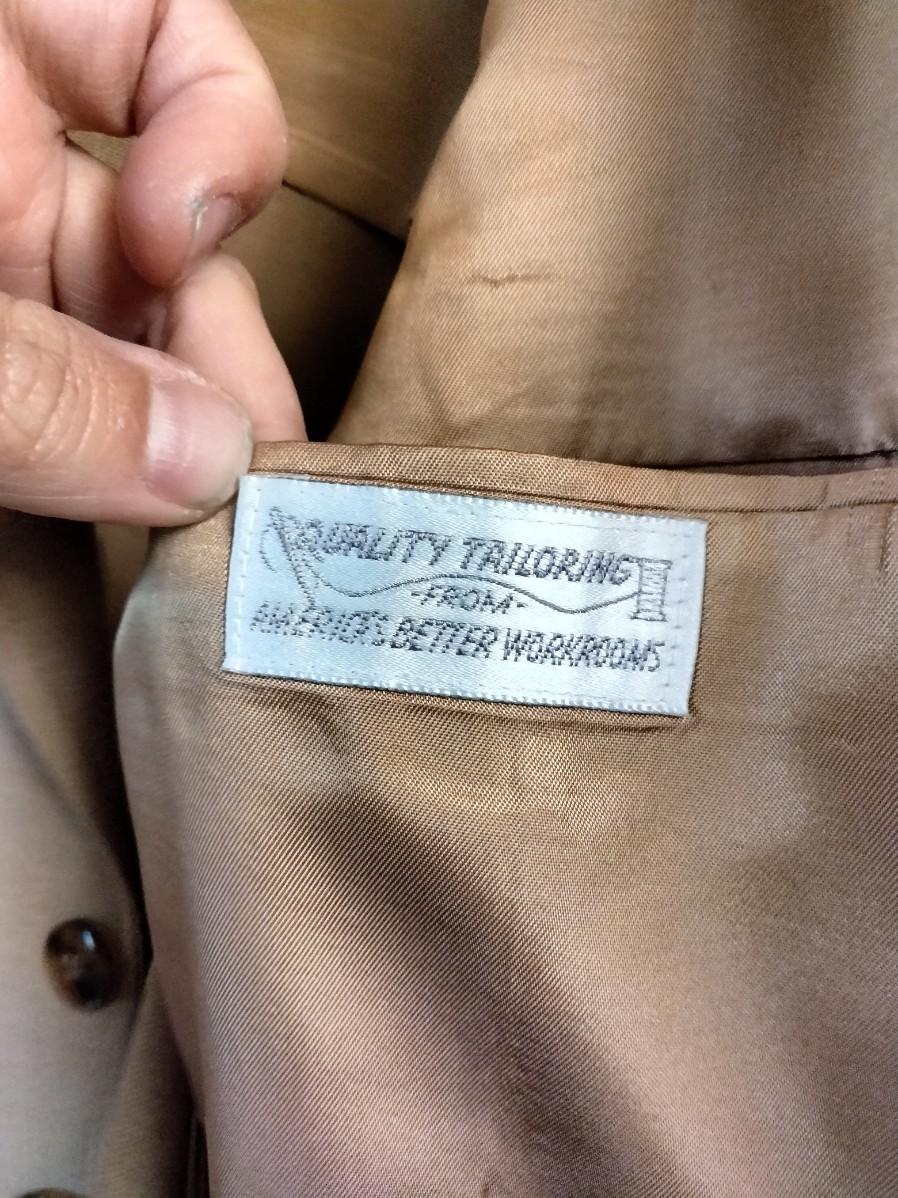 QUALITY TAILORING
-FROM-
AMERICA'S BETTER WORKROOMS